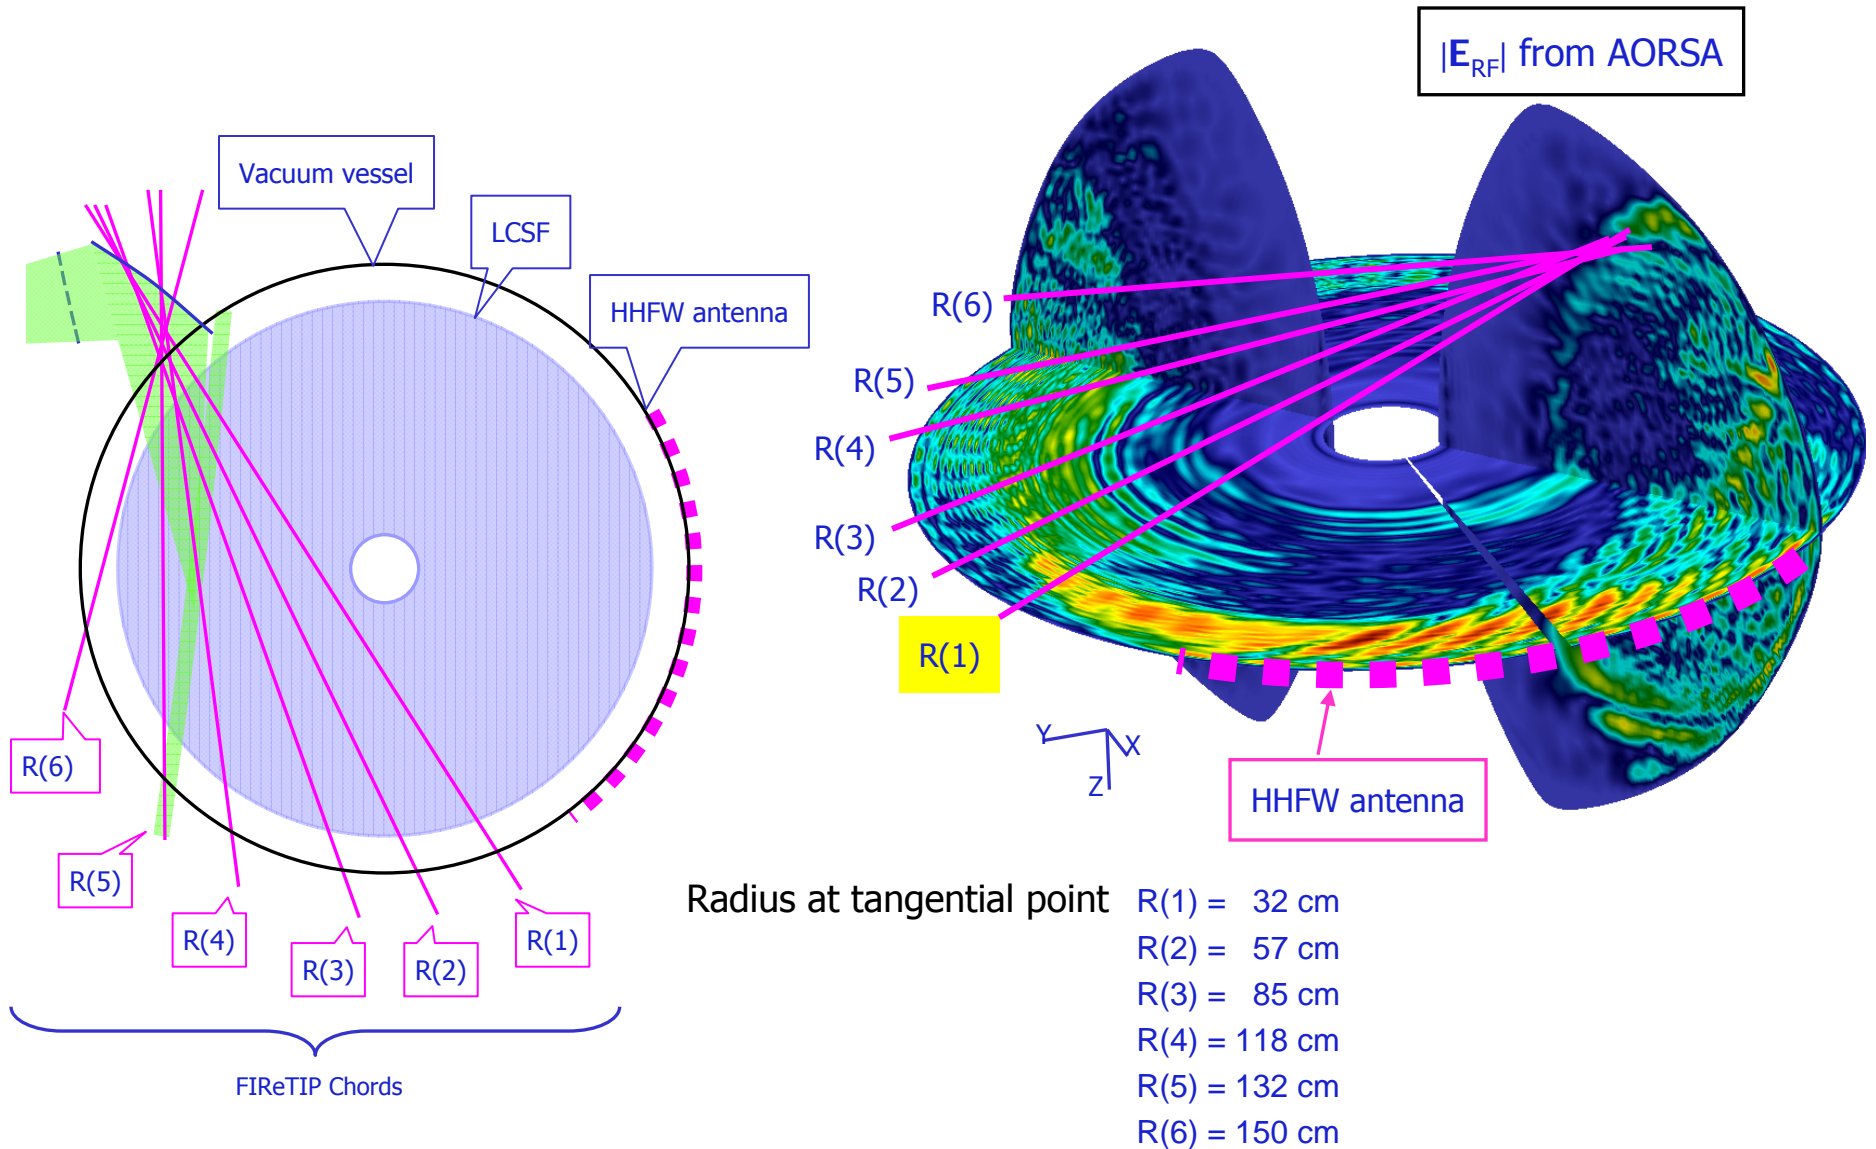 |E_RF| from AORSA
Vacuum vessel
LCSF
HHFW antenna
R(6)
R(5)
R(4)
R(3)
R(2)
R(1)
Y
X
Z
HHFW antenna
R(6)
R(5)
R(4)
R(3)
R(2)
R(1)
FIReTIP Chords
Radius at tangential point
R(1) = 32 cm
R(2) = 57 cm
R(3) = 85 cm
R(4) = 118 cm
R(5) = 132 cm
R(6) = 150 cm